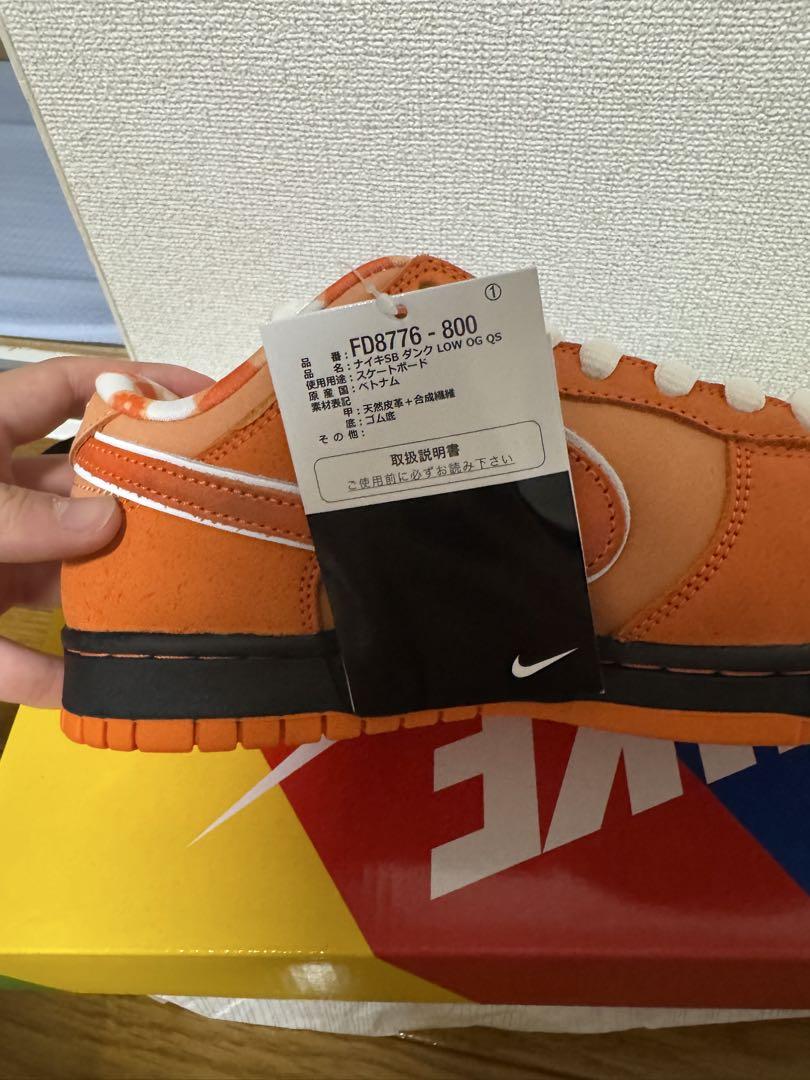 ①
品 番：FD8776 - 800
品 名：ナイキSB ダンク LOW OG QS
使用用途：スケートボード
原 産 国：ベトナム
素材表記
甲：天然皮革＋合成繊維
底：ゴム底
そ の 他：
取扱説明書
ご使用前に必ずお読み下さい
NIKE